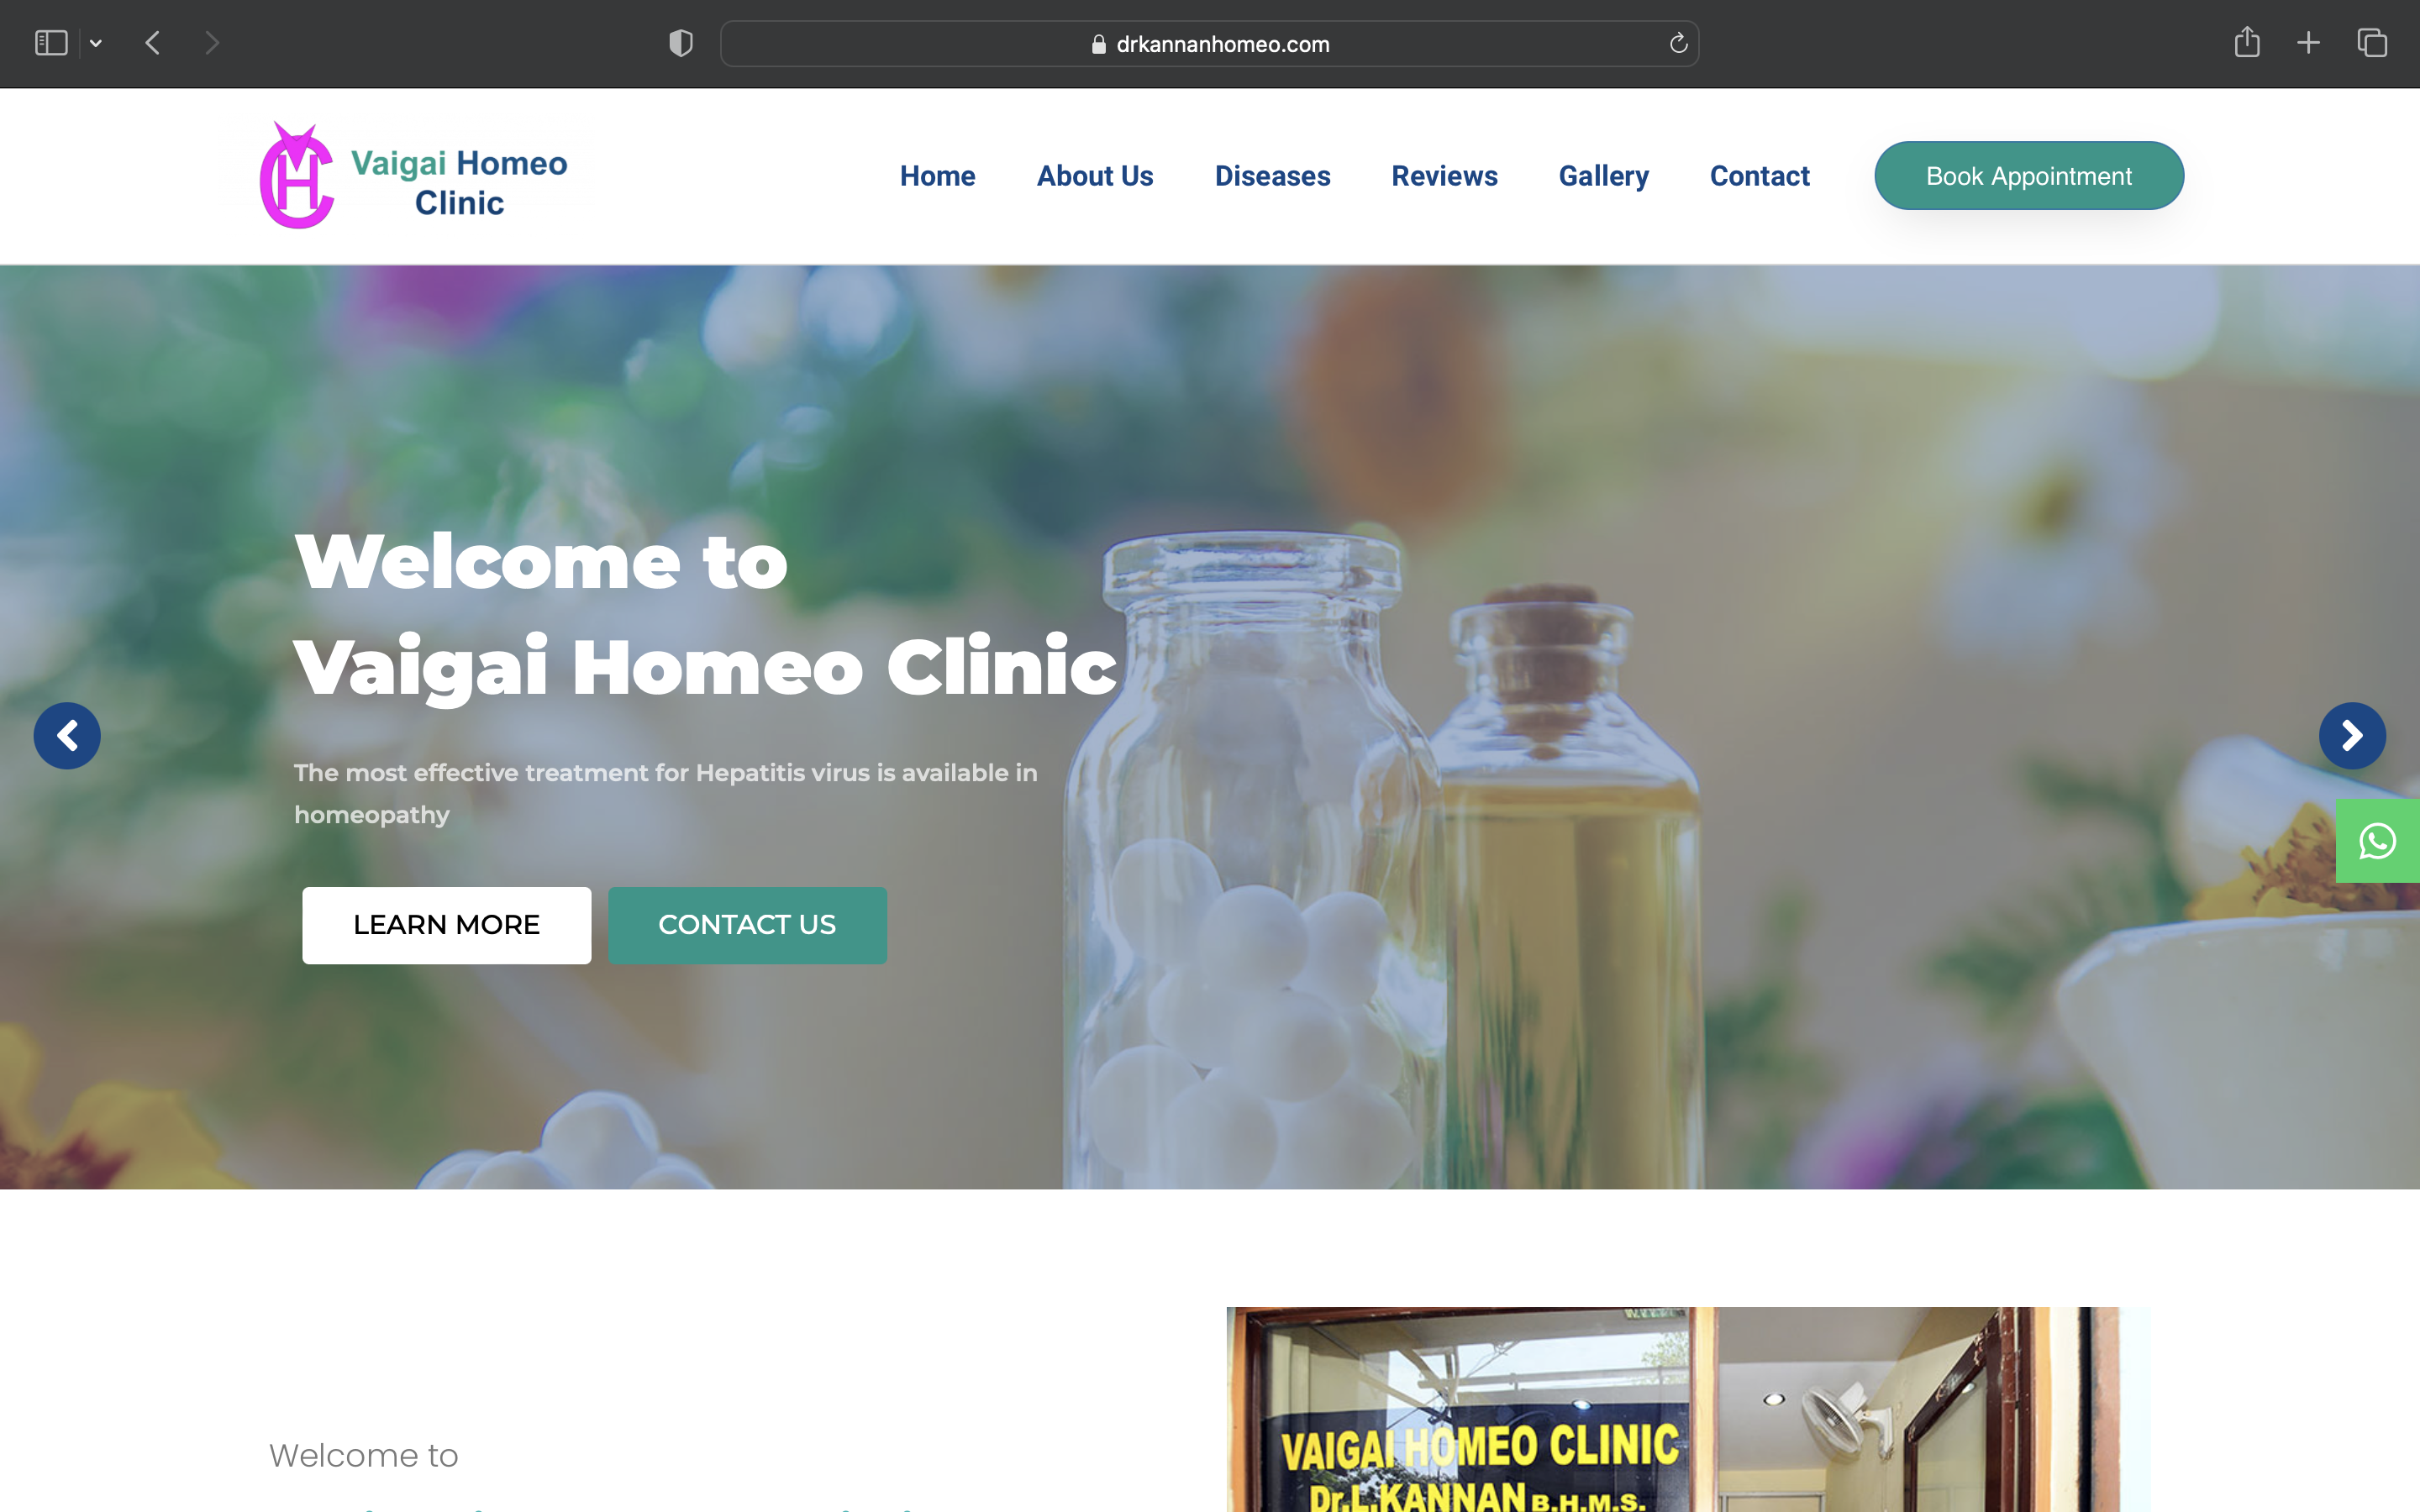 drkannanhomeo.com
Vaigai Homeo
Clinic
Home About Us Diseases Reviews Gallery Contact Book Appointment
Welcome to
Vaigai Homeo Clinic
The most effective treatment for Hepatitis virus is available in
homeopathy
LEARN MORE CONTACT US
Welcome to
VAIGAI HOMEO CLINIC
Dr.L.KANNAN B.H.M.S.